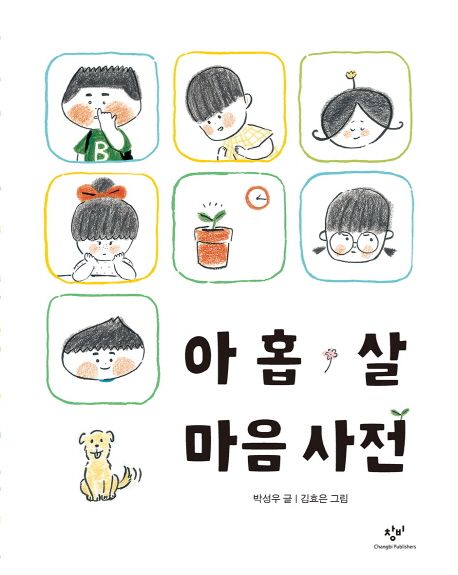 B
아홉 살
마음 사전
박성우 글 | 김효은 그림
창비
Changbi Publishers